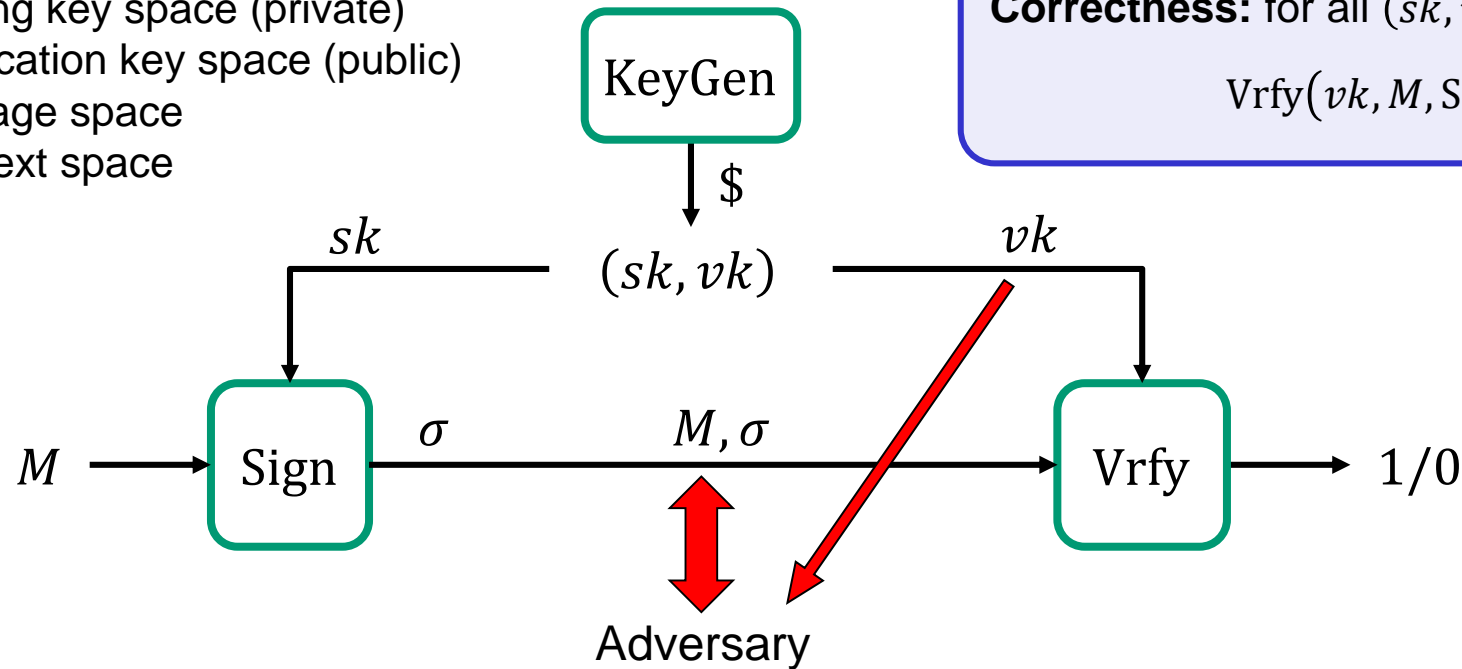 ng key space (private)
cation key space (public)
age space
ext space
KeyGen
Correctness: for all (sk,
Vrfy(vk, M, S
$
sk
(sk, vk)
vk
M
Sign
σ
M, σ
Vrfy
1/0
Adversary